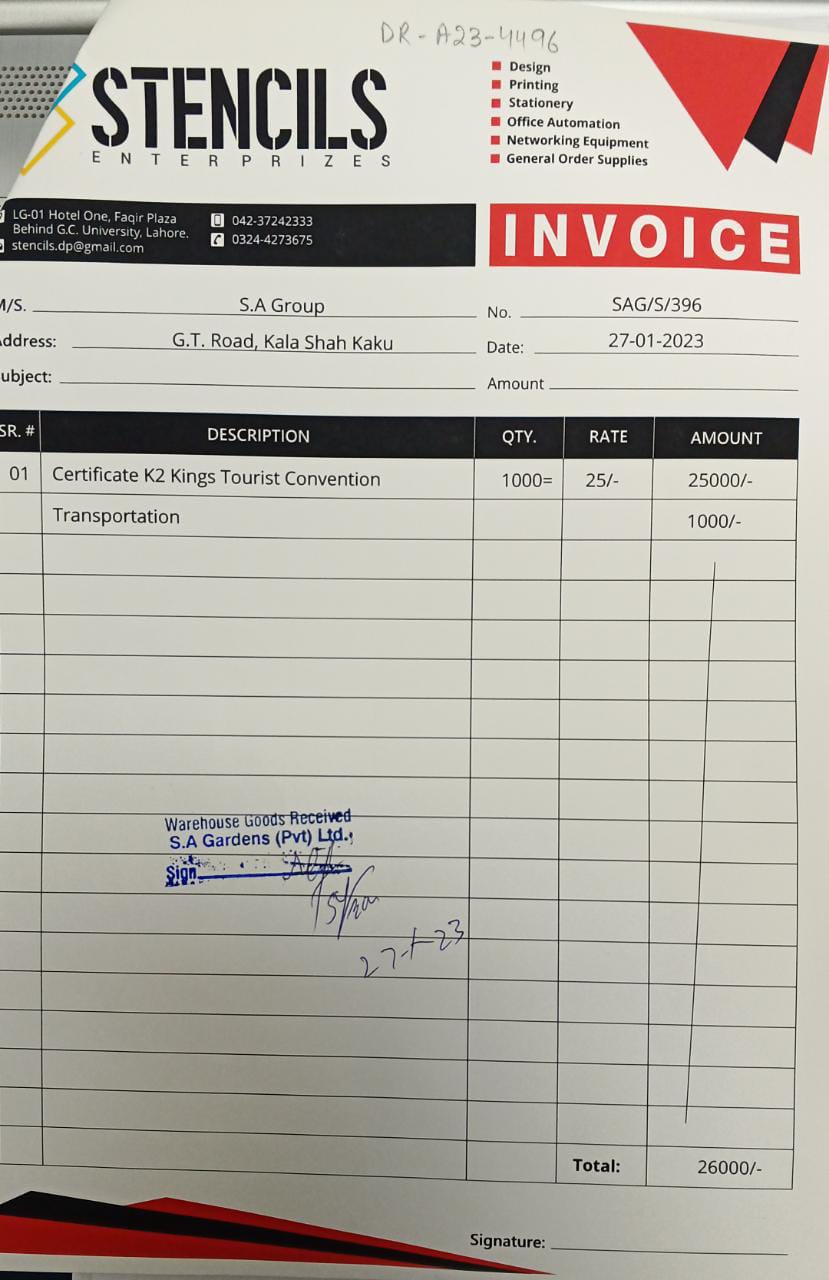 DR-A23-4496
STENCILS
ENTERPRIZES
Design
Printing
Stationery
Office Automation
Networking Equipment
General Order Supplies
LG-01 Hotel One, Faqir Plaza
Behind G.C. University, Lahore.
stencils.dp@gmail.com
042-37242333
0324-4273675
INVOICE
M/S. S.A Group
No. SAG/S/396
Address: G.T. Road, Kala Shah Kaku
Date: 27-01-2023
ubject:
Amount
SR. # DESCRIPTION QTY. RATE AMOUNT
01 Certificate K2 Kings Tourist Convention 1000= 25/- 25000/-
Transportation 1000/-
Warehouse Goods Received
S.A Gardens (Pvt) Ltd.
Sign
27-1-23
Total: 26000/-
Signature: